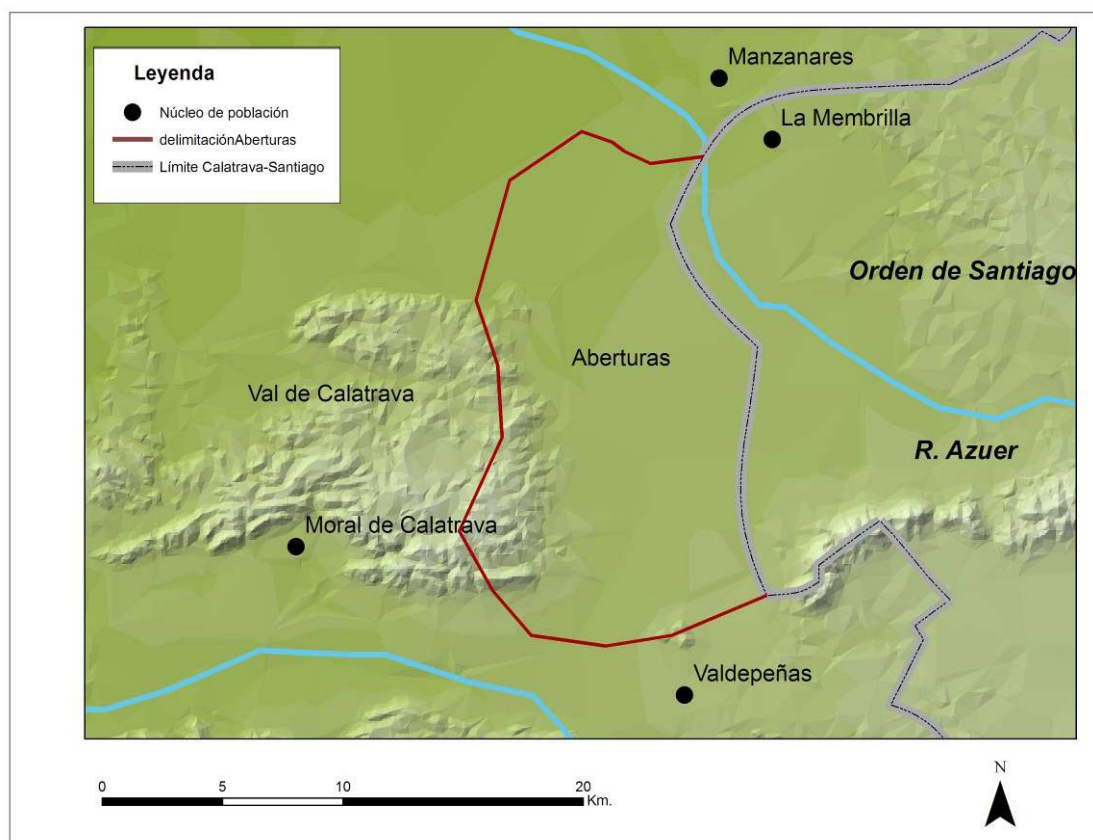 Leyenda
Núcleo de población
delimitaciónAberturas
Límite Calatrava-Santiago
Manzanares
La Membrilla
Orden de Santiago
Aberturas
Val de Calatrava
R. Azuer
Moral de Calatrava
Valdepeñas
0 5 10 20
Km.
N